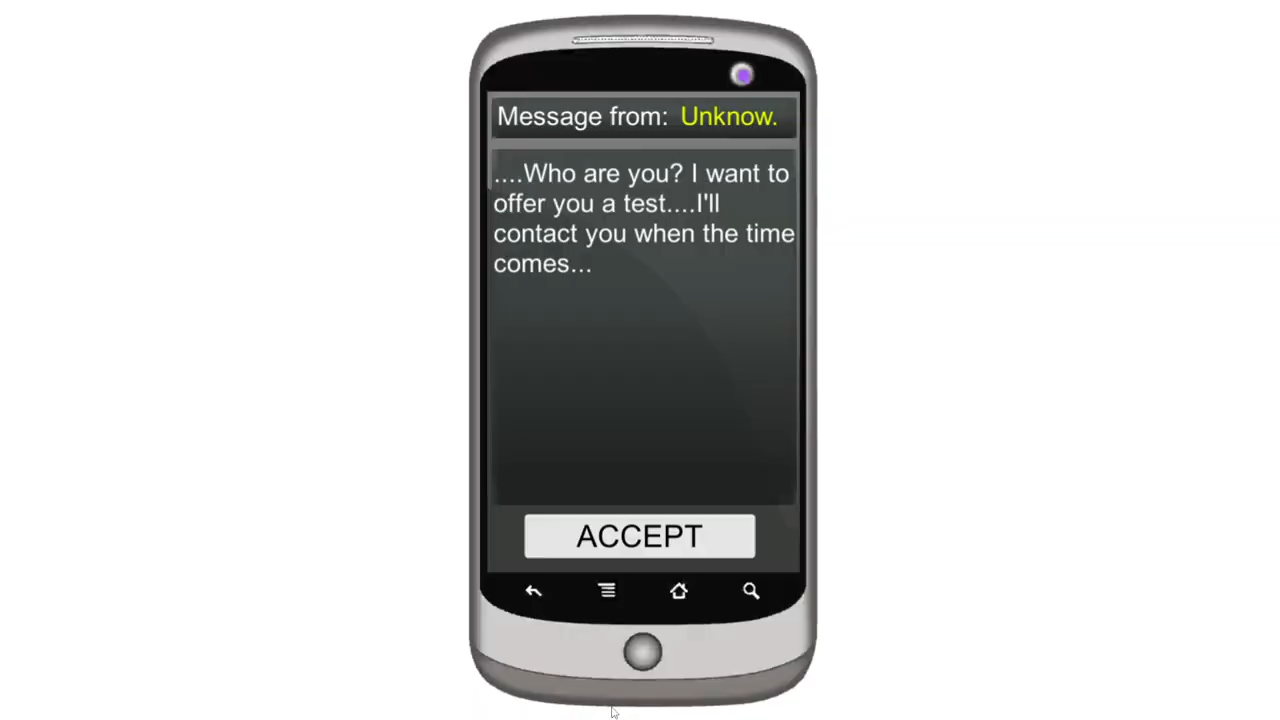 Message from: Unknow.
....Who are you? I want to
offer you a test....I'll
contact you when the time
comes...
ACCEPT